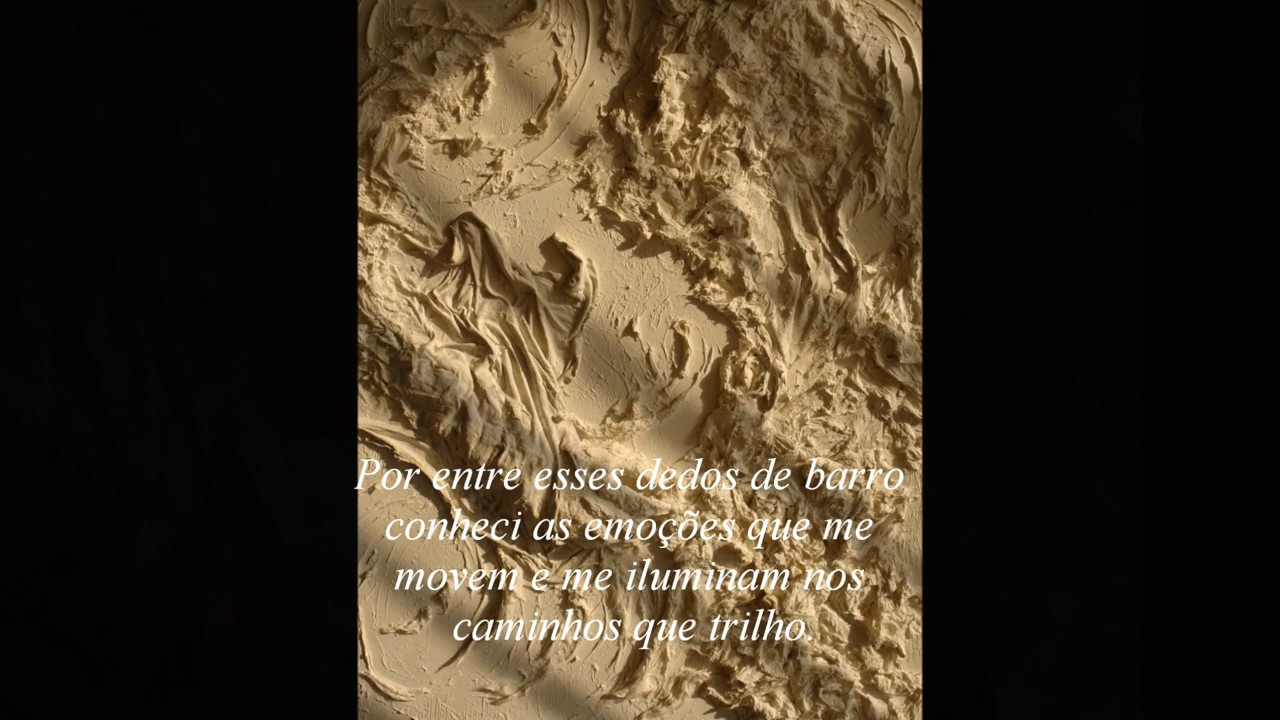 Por entre esses dedos de barro
conheci as emoções que me
movem e me iluminam nos
caminhos que trilho.